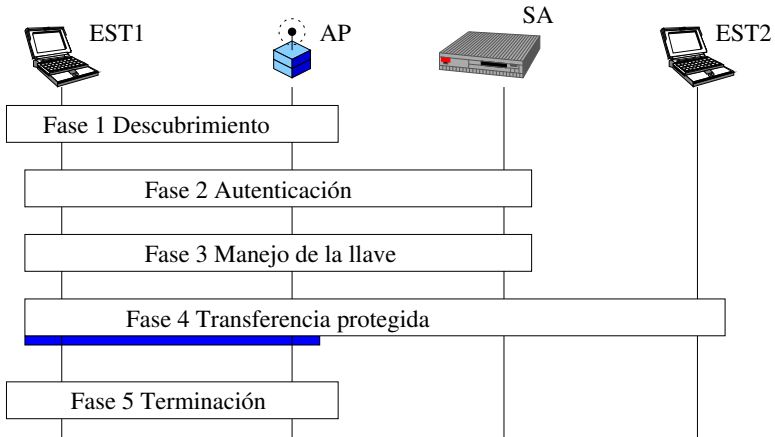 EST1
AP
SA
EST2
Fase 1 Descubrimiento
Fase 2 Autenticación
Fase 3 Manejo de la llave
Fase 4 Transferencia protegida
Fase 5 Terminación